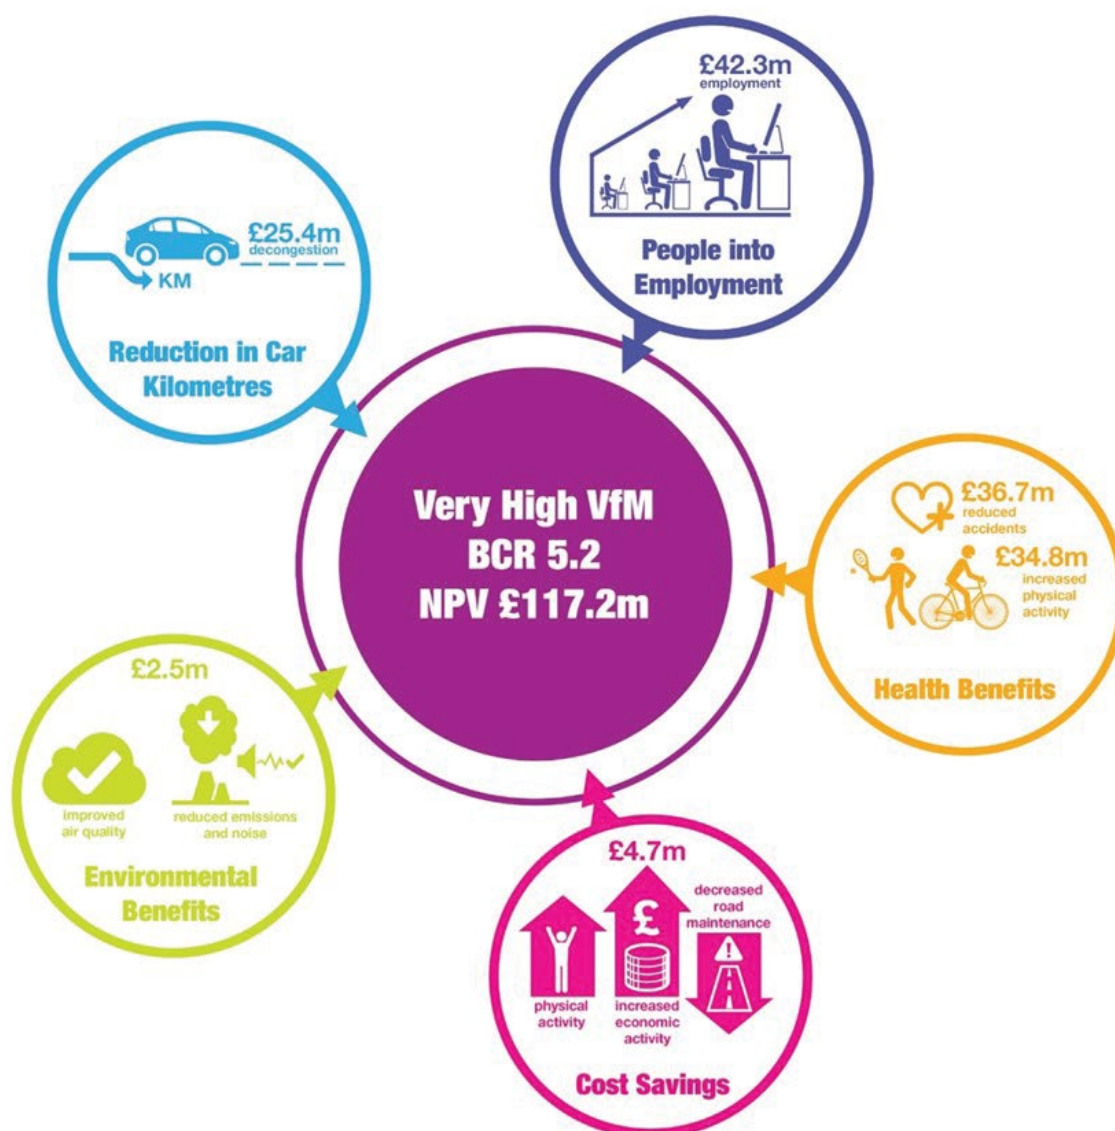 £42.3m
employment
People into
Employment
£25.4m
decongestion
KM
Reduction in Car
Kilometres
Very High VfM
BCR 5.2
NPV £117.2m
£36.7m
reduced
accidents
£34.8m
increased
physical
activity
Health Benefits
£2.5m
improved
air quality
reduced emissions
and noise
Environmental
Benefits
£4.7m
decreased
road
maintenance
£
physical
activity
increased
economic
activity
Cost Savings